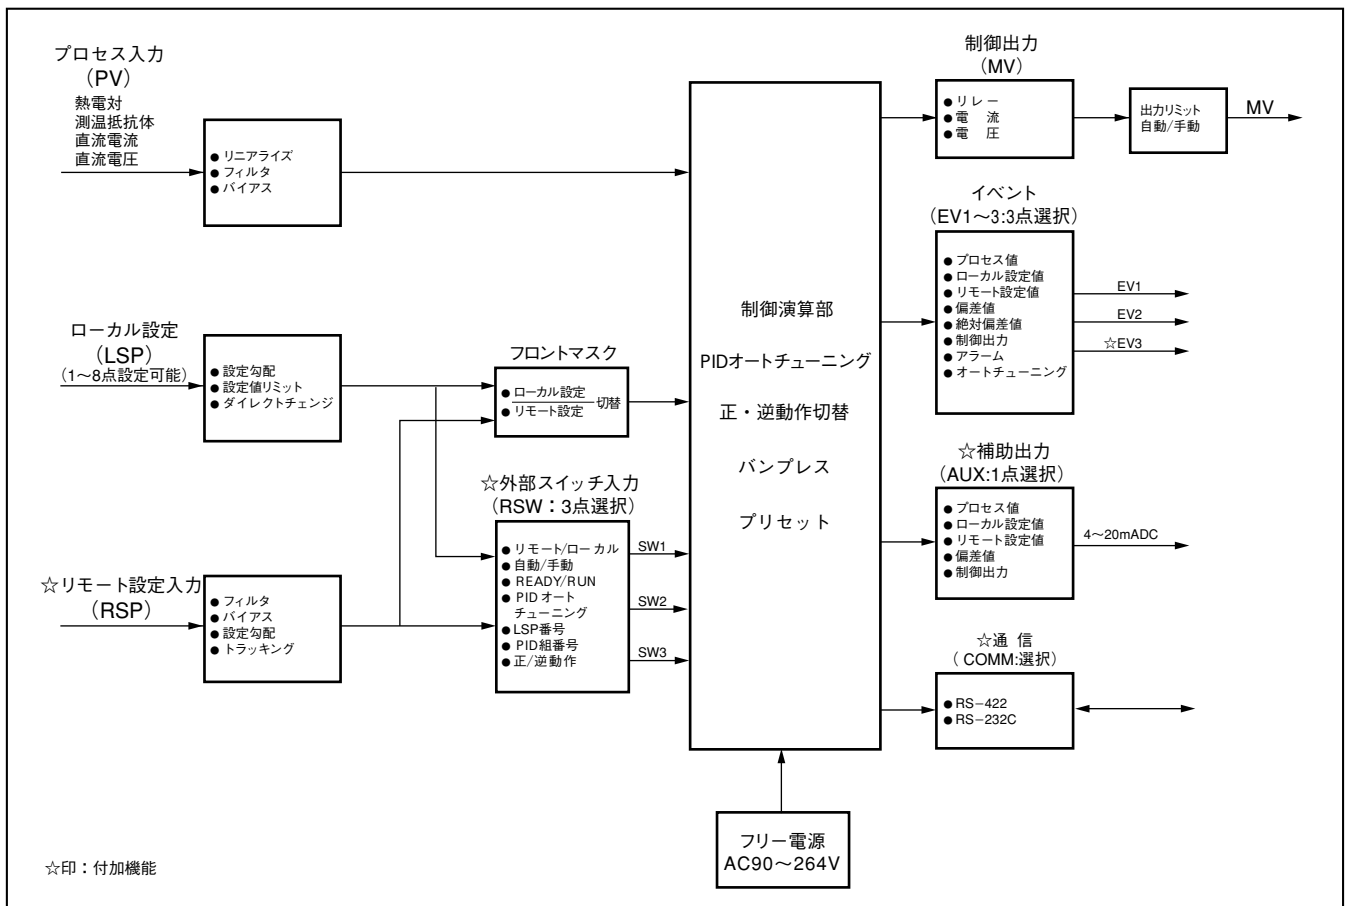 プロセス入力
（PV）
熱電対
測温抵抗体
直流電流
直流電圧
●リニアライズ
●フィルタ
●バイアス
ローカル設定
（LSP）
（1〜8点設定可能）
●設定勾配
●設定値リミット
●ダイレクトチェンジ
☆リモート設定入力
（RSP）
●フィルタ
●バイアス
●設定勾配
●トラッキング
フロントマスク
●ローカル設定
●リモート設定
切替
☆外部スイッチ入力
（RSW：3点選択）
●リモート/ローカル
●自動/手動
●READY/RUN
●PIDオート
チューニング
●LSP番号
●PID組番号
●正/逆動作
SW1
SW2
SW3
制御演算部
PIDオートチューニング
正・逆動作切替
バンプレス
プリセット
フリー電源
AC90〜264V
制御出力
（MV）
●リレー
●電　流
●電　圧
出力リミット
自動/手動
MV
イベント
（EV1〜3:3点選択）
●プロセス値
●ローカル設定値
●リモート設定値
●偏差値
●絶対偏差値
●制御出力
●アラーム
●オートチューニング
EV1
EV2
☆EV3
☆補助出力
（AUX:1点選択）
●プロセス値
●ローカル設定値
●リモート設定値
●偏差値
●制御出力
4〜20mADC
☆通 信
（ COMM:選択）
●RS−422
●RS−232C
☆印：付加機能